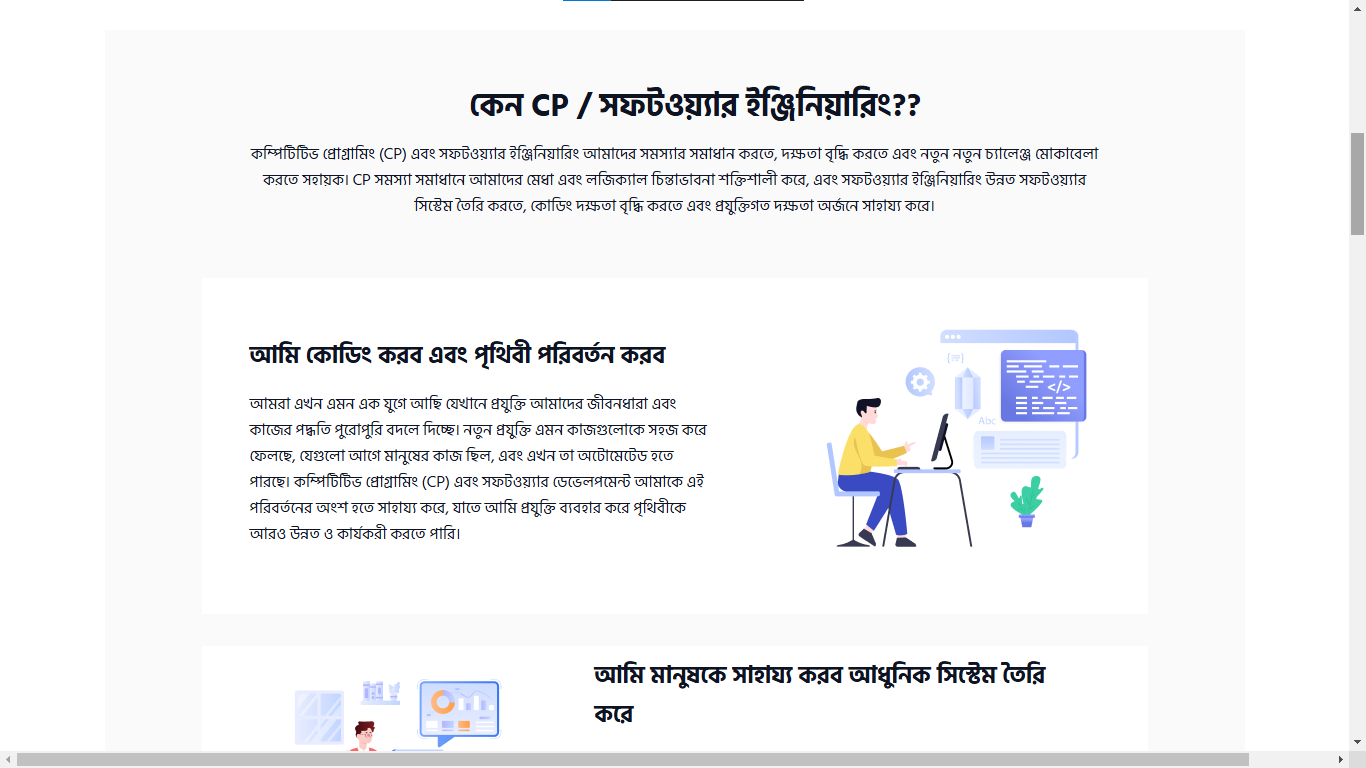 কেন CP / সফটওয়্যার ইঞ্জিনিয়ারিং??
কম্পিটিটিভ প্রোগ্রামিং (CP) এবং সফটওয়্যার ইঞ্জিনিয়ারিং আমাদের সমস্যার সমাধান করতে, দক্ষতা বৃদ্ধি করতে এবং নতুন নতুন চ্যালেঞ্জ মোকাবেলা
করতে সহায়ক। CP সমস্যা সমাধানে আমাদের মেধা এবং লজিক্যাল চিন্তাভাবনা শক্তিশালী করে, এবং সফটওয়্যার ইঞ্জিনিয়ারিং উন্নত সফটওয়্যার
সিস্টেম তৈরি করতে, কোডিং দক্ষতা বৃদ্ধি করতে এবং প্রযুক্তিগত দক্ষতা অর্জনে সাহায্য করে।
আমি কোডিং করব এবং পৃথিবী পরিবর্তন করব
আমরা এখন এমন এক যুগে আছি যেখানে প্রযুক্তি আমাদের জীবনধারা এবং
কাজের পদ্ধতি পুরোপুরি বদলে দিচ্ছে। নতুন প্রযুক্তি এমন কাজগুলোকে সহজ করে
ফেলছে, যেগুলো আগে মানুষের কাজ ছিল, এবং এখন তা অটোমেটেড হতে
পারছে। কম্পিটিটিভ প্রোগ্রামিং (CP) এবং সফটওয়্যার ডেভেলপমেন্ট আমাকে এই
পরিবর্তনের অংশ হতে সাহায্য করে, যাতে আমি প্রযুক্তি ব্যবহার করে পৃথিবীকে
আরও উন্নত ও কার্যকরী করতে পারি।
</>
Abc
আমি মানুষকে সাহায্য করব আধুনিক সিস্টেম তৈরি
করে